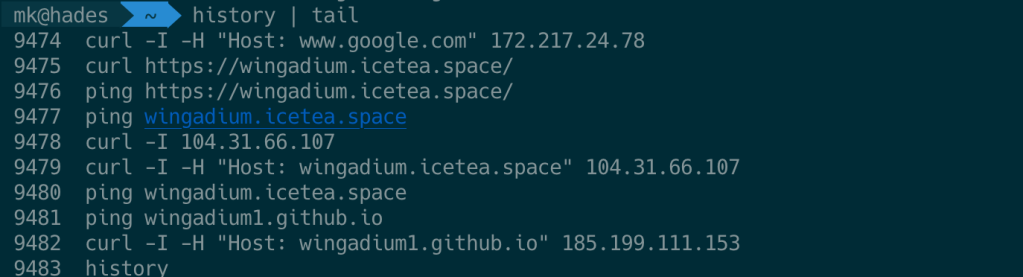 mk@hades ~ history | tail
9474 curl -I -H "Host: www.google.com" 172.217.24.78
9475 curl https://wingadium.icetea.space/
9476 ping https://wingadium.icetea.space/
9477 ping wingadium.icetea.space
9478 curl -I 104.31.66.107
9479 curl -I -H "Host: wingadium.icetea.space" 104.31.66.107
9480 ping wingadium.icetea.space
9481 ping wingadium1.github.io
9482 curl -I -H "Host: wingadium1.github.io" 185.199.111.153
9483 history